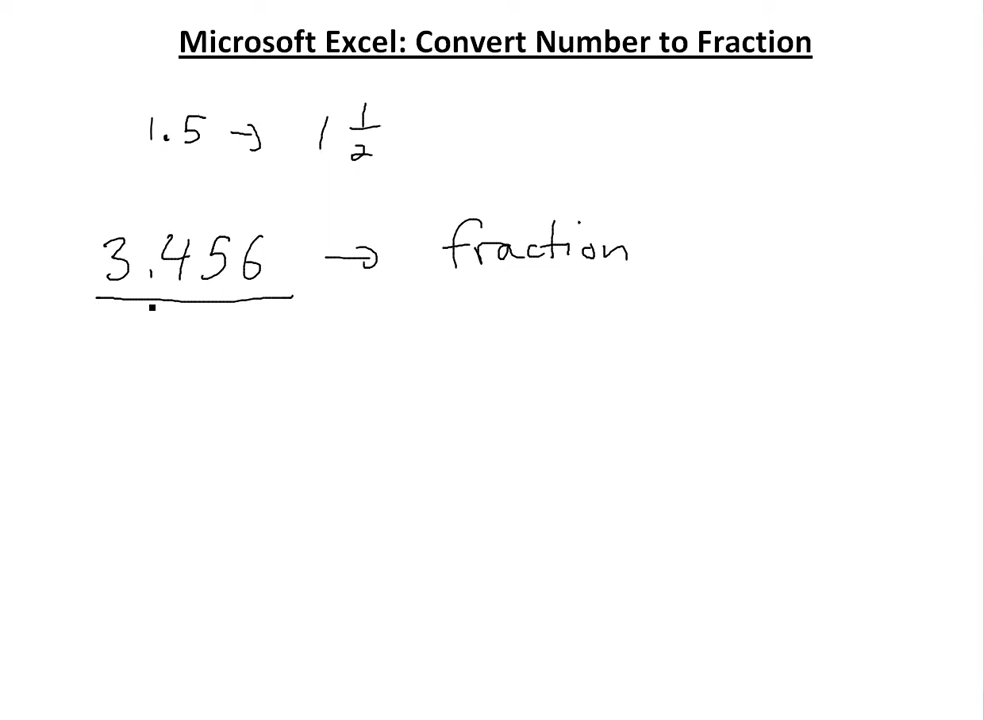 Microsoft Excel: Convert Number to Fraction
1.5 → 1 1/2
3.456 → fraction